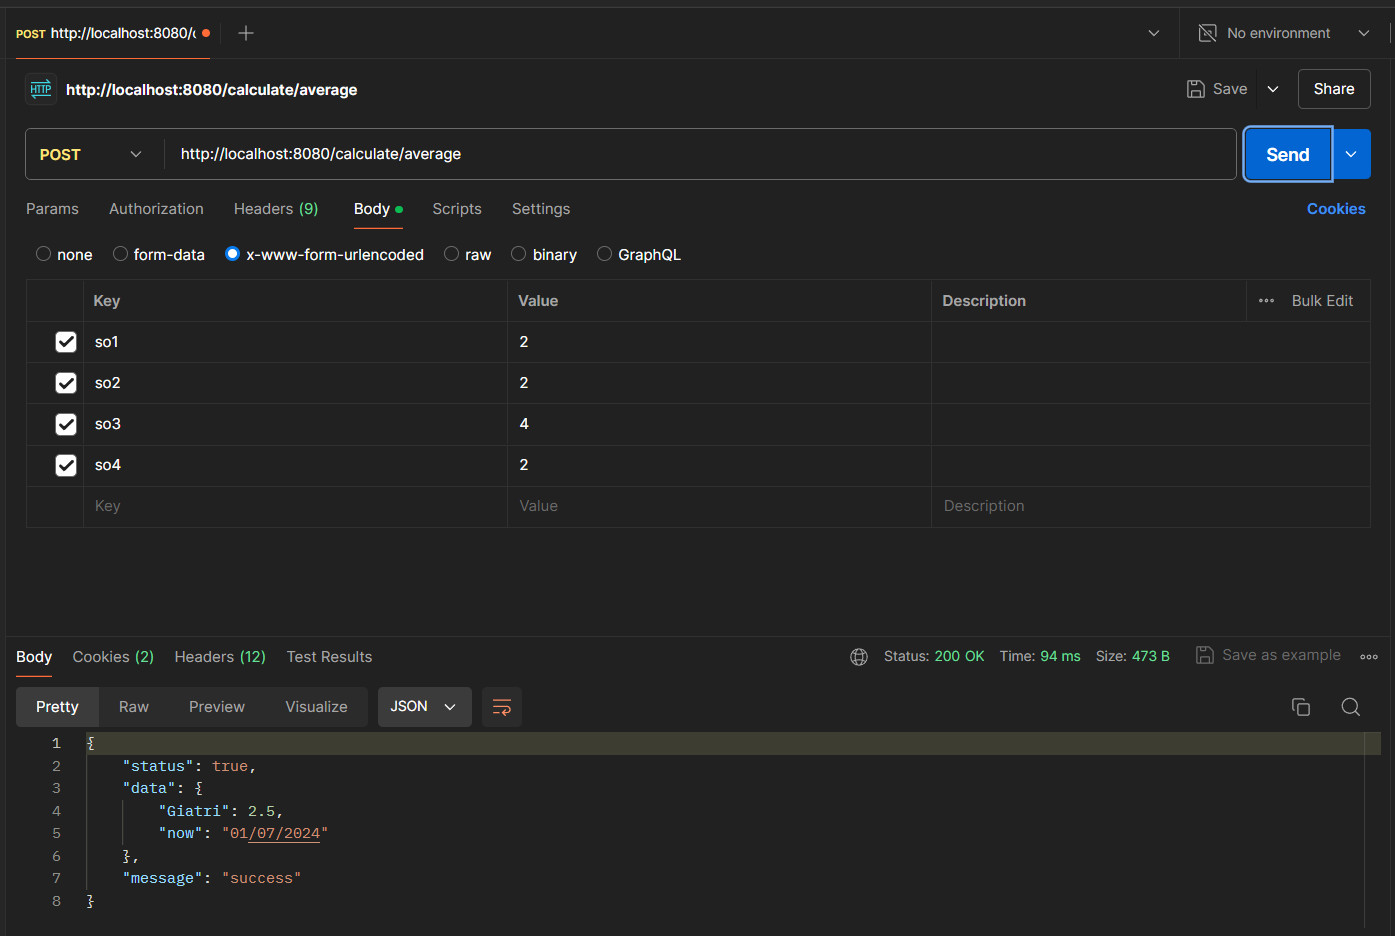 POST http://localhost:8080/c
No environment
HTTP http://localhost:8080/calculate/average
Save
Share
POST http://localhost:8080/calculate/average
Send
Params Authorization Headers (9) Body Scripts Settings Cookies
none form-data x-www-form-urlencoded raw binary GraphQL
Key Value Description Bulk Edit
so1 2
so2 2
so3 4
so4 2
Key Value Description
Body Cookies (2) Headers (12) Test Results Status: 200 OK Time: 94 ms Size: 473 B Save as example
Pretty Raw Preview Visualize JSON
1 {
2 "status": true,
3 "data": {
4 "Giatri": 2.5,
5 "now": "01/07/2024"
6 },
7 "message": "success"
8 }